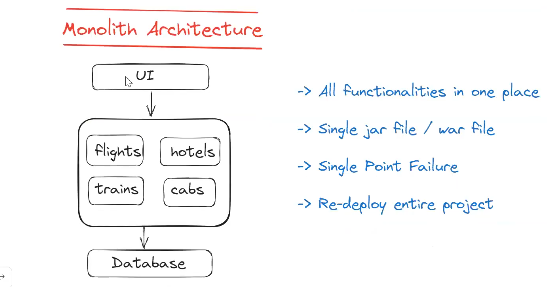 Monolith Architecture
UI
flights hotels
trains cabs
Database
-> All functionalities in one place
-> Single jar file / war file
-> Single Point Failure
-> Re-deploy entire project